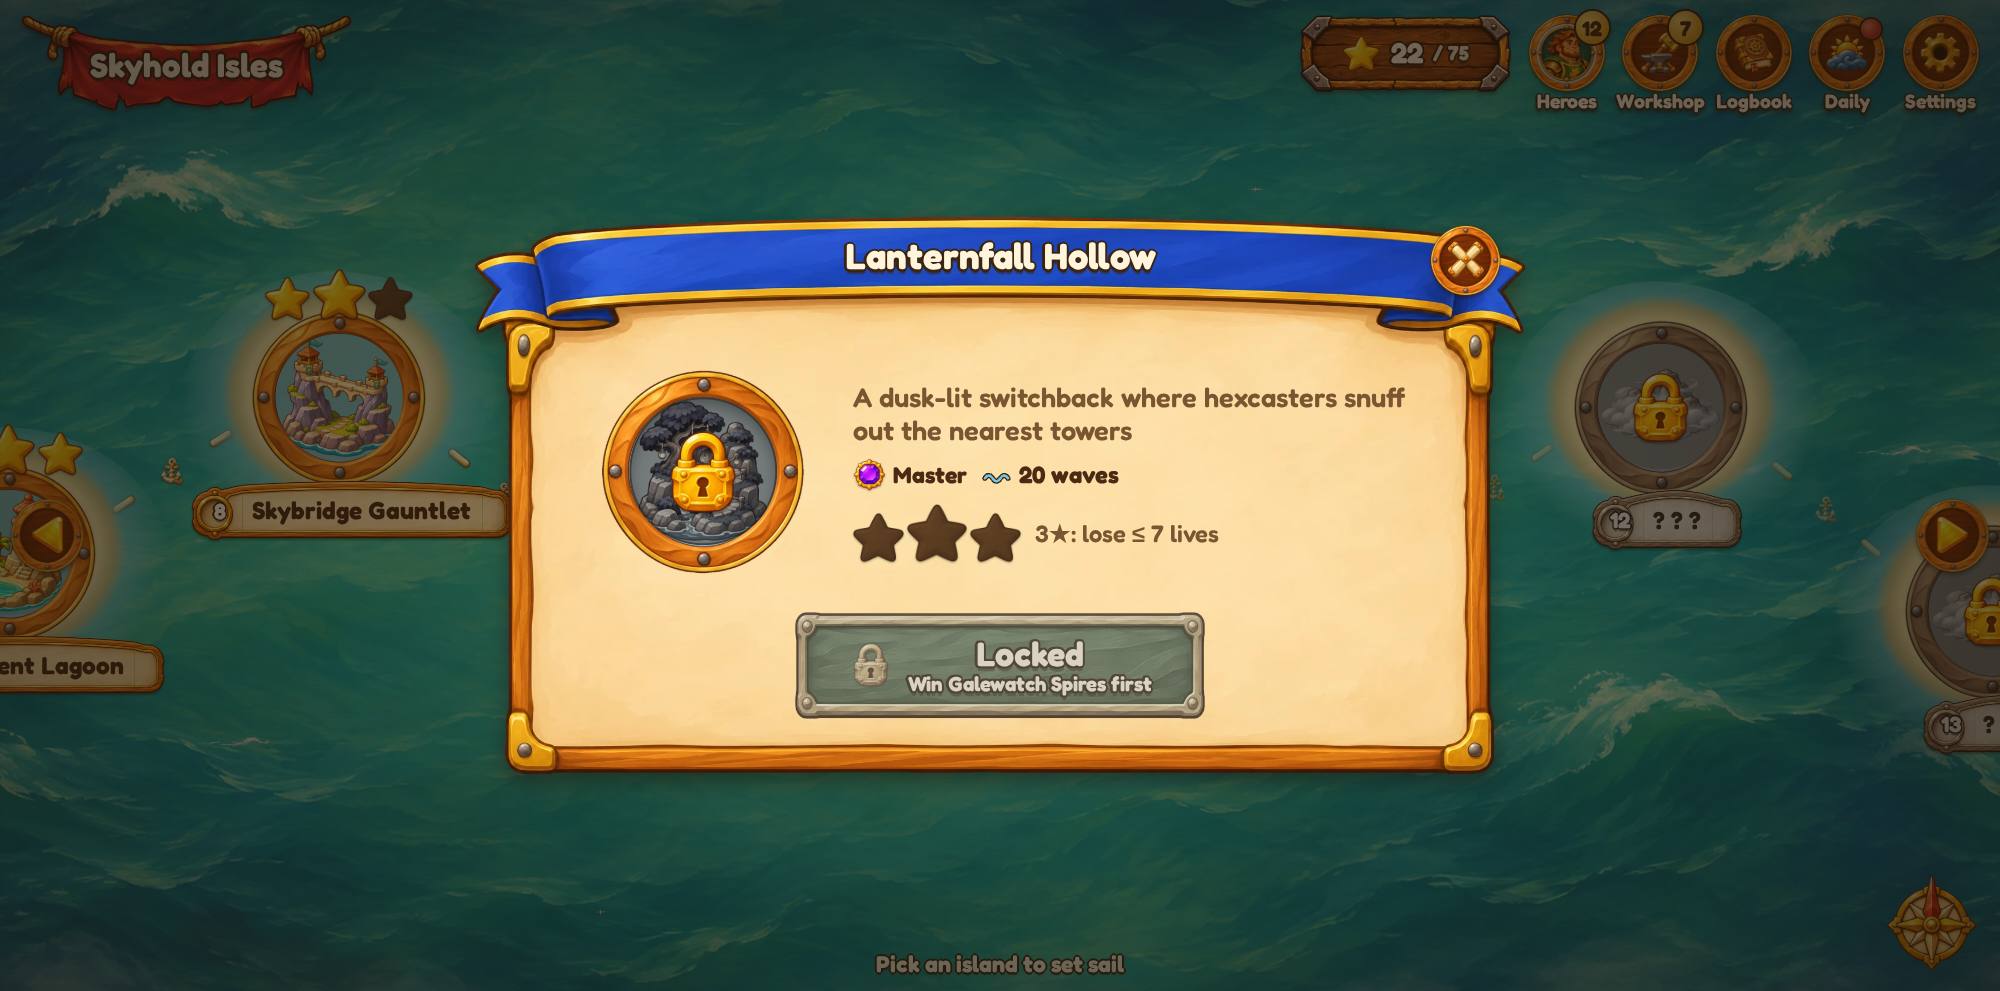 Skyhold Isles
22 / 75
12
7
Heroes
Workshop
Logbook
Daily
Settings
Lanternfall Hollow
A dusk-lit switchback where hexcasters snuff
out the nearest towers
Master
20 waves
3★: lose ≤ 7 lives
Locked
Win Galewatch Spires first
8
Skybridge Gauntlet
Lagoon
12
???
13
?
Pick an island to set sail